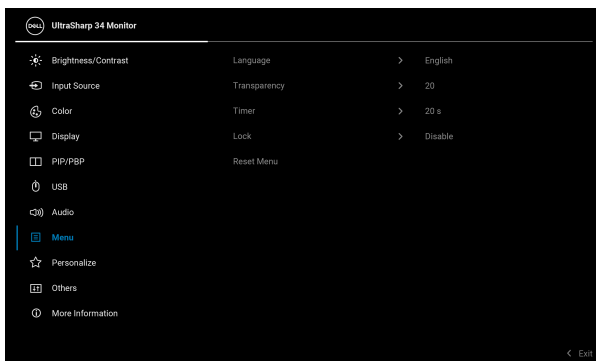 DELL UltraSharp 34 Monitor
Brightness/Contrast Language > English
Input Source Transparency > 20
Color Timer > 20 s
Display Lock > Disable
PIP/PBP Reset Menu
USB
Audio
Menu
Personalize
Others
More Information
< Exit